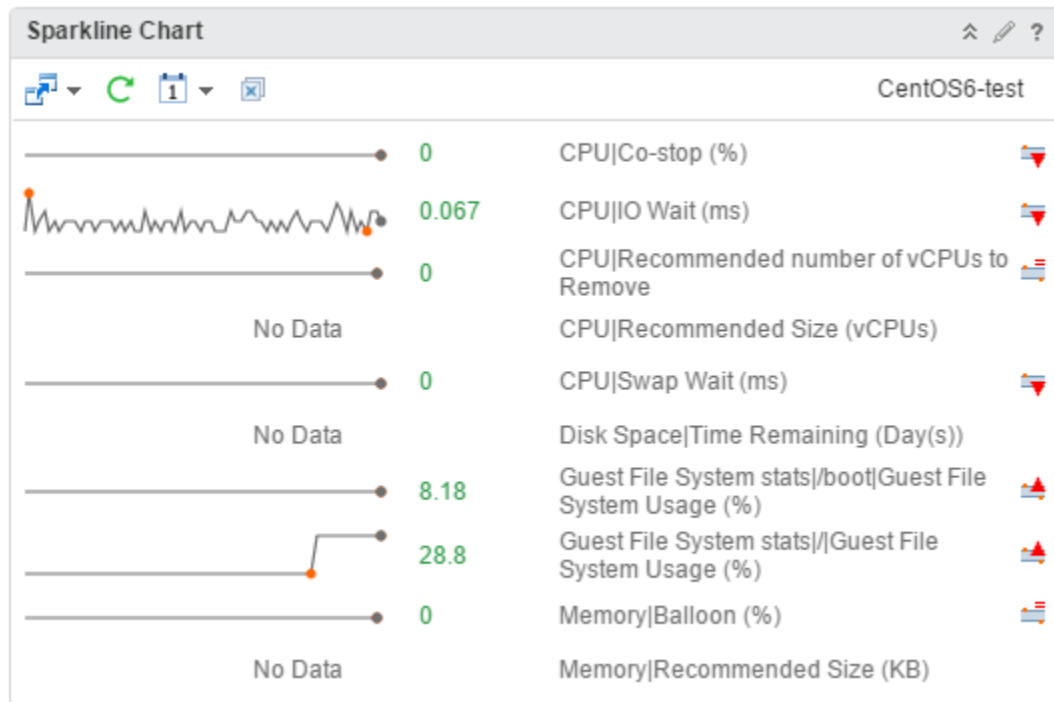 Sparkline Chart
?
1
CentOS6-test
0
CPU|Co-stop (%)
0.067
CPU|IO Wait (ms)
0
CPU|Recommended number of vCPUs to
Remove
No Data
CPU|Recommended Size (vCPUs)
0
CPU|Swap Wait (ms)
No Data
Disk Space|Time Remaining (Day(s))
8.18
Guest File System stats|/boot|Guest File
System Usage (%)
28.8
Guest File System stats|/|Guest File
System Usage (%)
0
Memory|Balloon (%)
No Data
Memory|Recommended Size (KB)